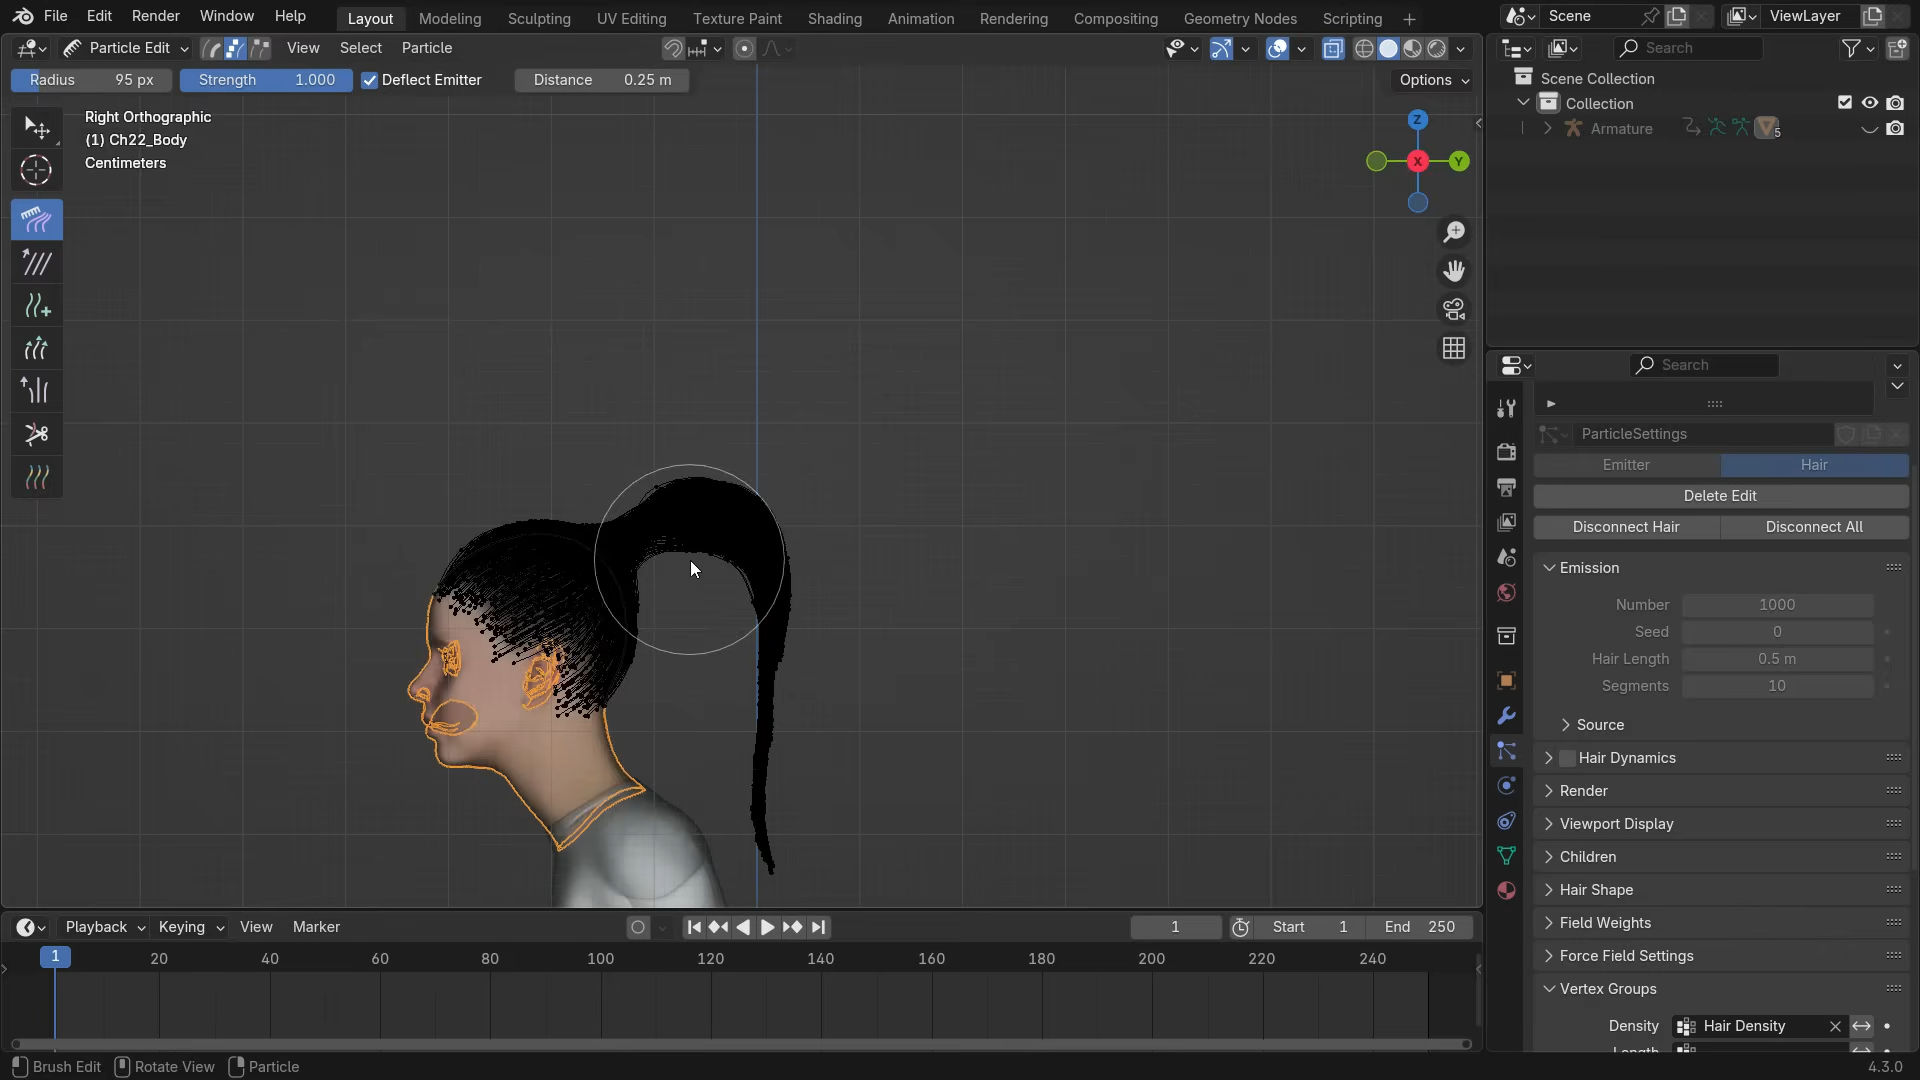 File Edit Render Window Help Layout Modeling Sculpting UV Editing Texture Paint Shading Animation Rendering Compositing Geometry Nodes Scripting + Scene ViewLayer
Particle Edit View Select Particle Search
Radius 95 px Strength 1.000 Deflect Emitter Distance 0.25 m Options
Scene Collection
Collection
Armature 5
Right Orthographic
(1) Ch22_Body
Centimeters
Z
X
Y
Search
ParticleSettings
Emitter Hair
Delete Edit
Disconnect Hair Disconnect All
Emission
Number 1000
Seed 0
Hair Length 0.5 m
Segments 10
Source
Hair Dynamics
Render
Viewport Display
Children
Hair Shape
Field Weights
Force Field Settings
Vertex Groups
Density Hair Density
Length
Playback Keying View Marker 1 Start 1 End 250
1 20 40 60 80 100 120 140 160 180 200 220 240
Brush Edit Rotate View Particle 4.3.0